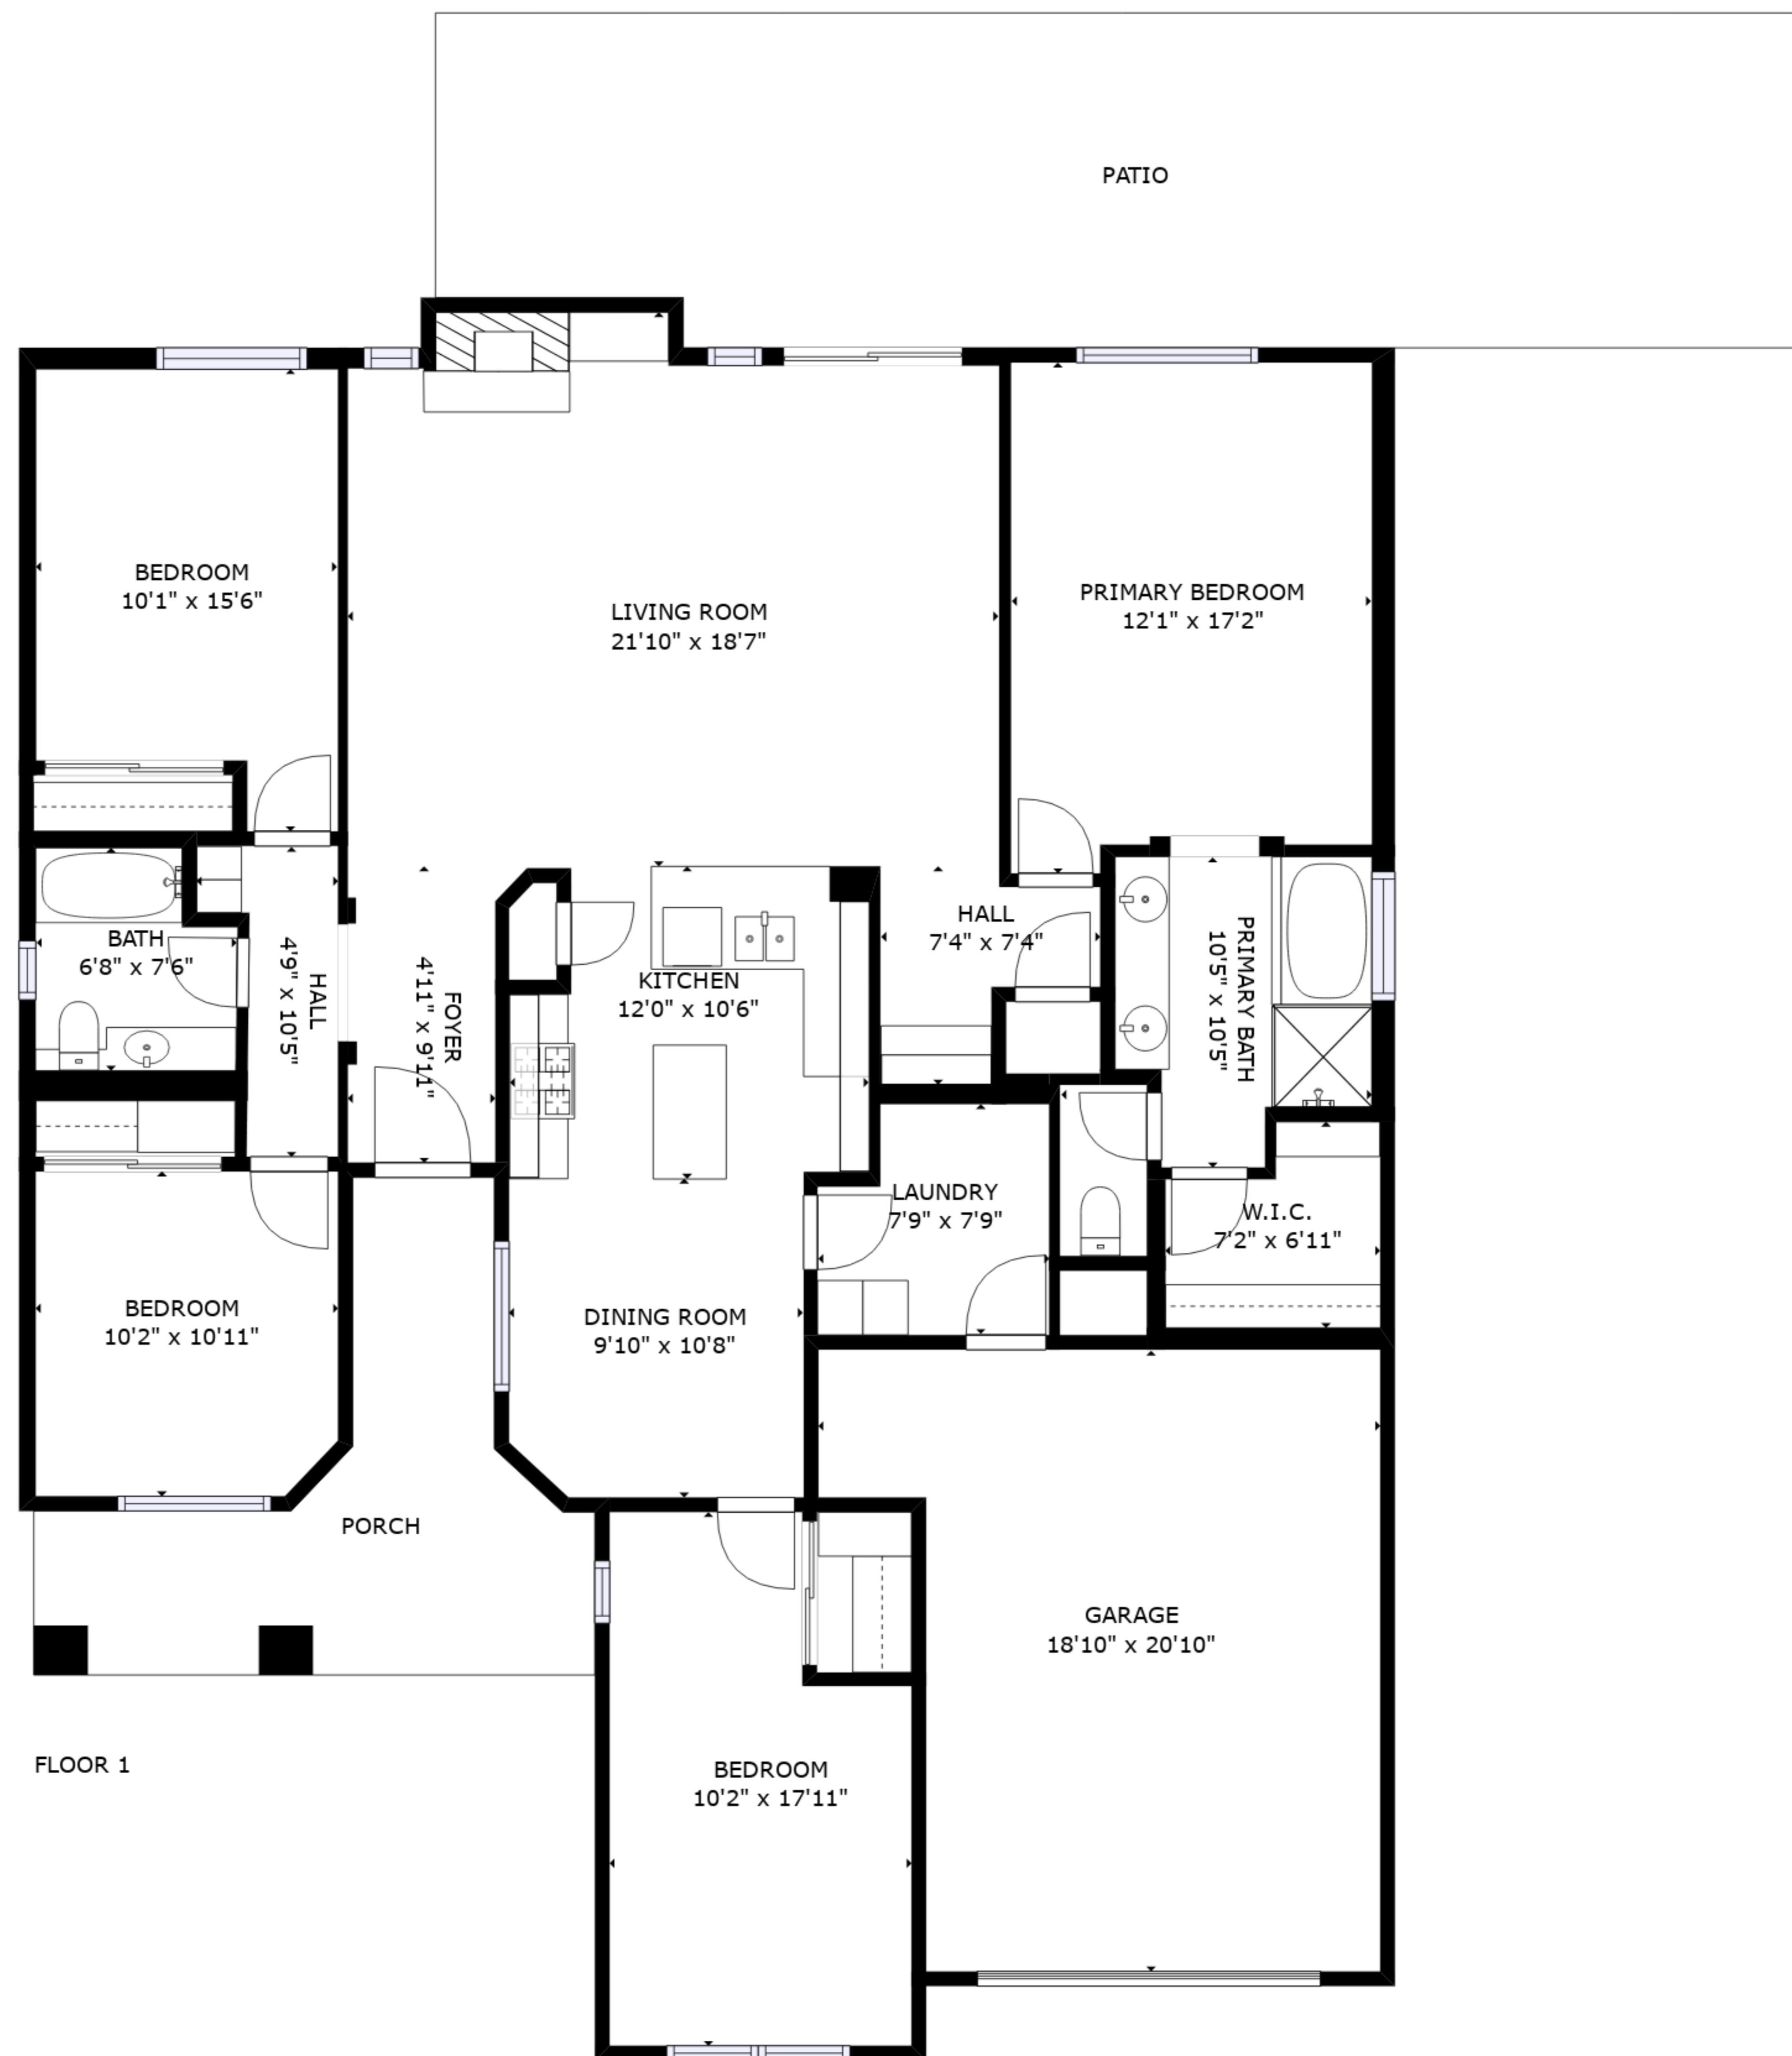 PATIO
BEDROOM
10'1" x 15'6"
LIVING ROOM
21'10" x 18'7"
PRIMARY BEDROOM
12'1" x 17'2"
BATH
6'8" x 7'6"
HALL
4'9" x 10'5"
FOYER
4'11" x 9'11"
KITCHEN
12'0" x 10'6"
HALL
7'4" x 7'4"
PRIMARY BATH
10'5" x 10'5"
LAUNDRY
7'9" x 7'9"
W.I.C.
7'2" x 6'11"
BEDROOM
10'2" x 10'11"
DINING ROOM
9'10" x 10'8"
PORCH
GARAGE
18'10" x 20'10"
FLOOR 1
BEDROOM
10'2" x 17'11"